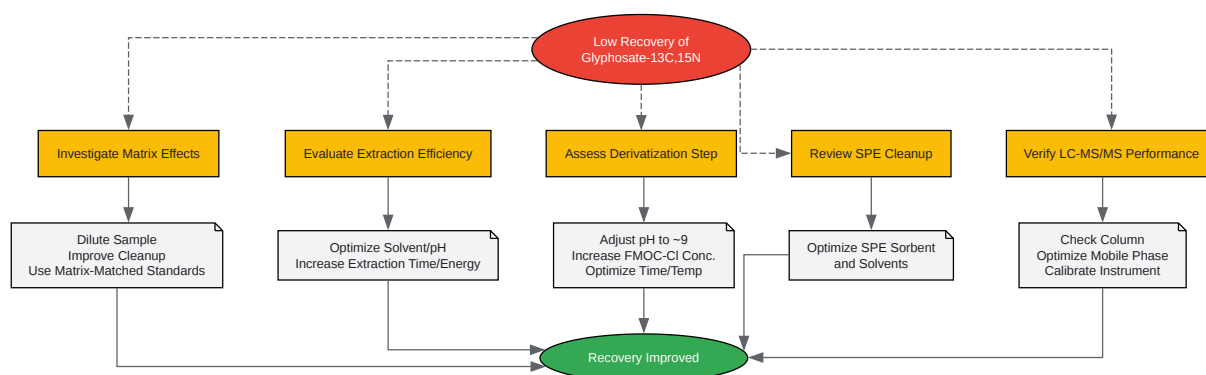 Low Recovery of
Glyphosate-13C,15N
Investigate Matrix Effects
Evaluate Extraction Efficiency
Assess Derivatization Step
Review SPE Cleanup
Verify LC-MS/MS Performance
Dilute Sample
Improve Cleanup
Use Matrix-Matched Standards
Optimize Solvent/pH
Increase Extraction Time/Energy
Adjust pH to ~9
Increase FMOC-Cl Conc.
Optimize Time/Temp
Optimize SPE Sorbent
and Solvents
Check Column
Optimize Mobile Phase
Calibrate Instrument
Recovery Improved